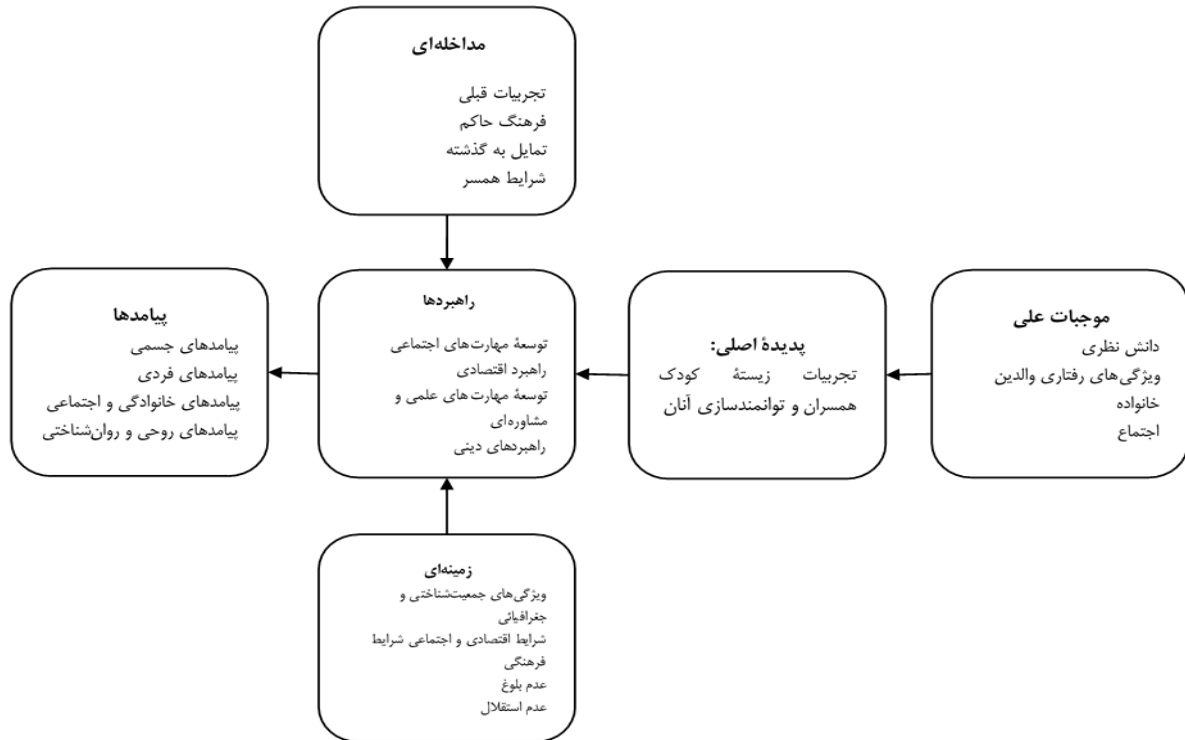 مداخله‌ای
تجربیات قبلی
فرهنگ حاکم
تمایل به گذشته
شرایط همسر
موجبات علی
دانش نظری
ویژگی‌های رفتاری والدین
خانواده
اجتماع
پدیدهٔ اصلی:
تجربیات زیستهٔ کودک
همسران و توانمندسازی آنان
راهبردها
توسعهٔ مهارت‌های اجتماعی
راهبرد اقتصادی
توسعهٔ مهارت‌های علمی و
مشاوره‌ای
راهبردهای دینی
پیامدها
پیامدهای جسمی
پیامدهای فردی
پیامدهای خانوادگی و اجتماعی
پیامدهای روحی و روان‌شناختی
زمینه‌ای
ویژگی‌های جمعیت‌شناختی و
جغرافیائی
شرایط اقتصادی و اجتماعی شرایط
فرهنگی
عدم بلوغ
عدم استقلال